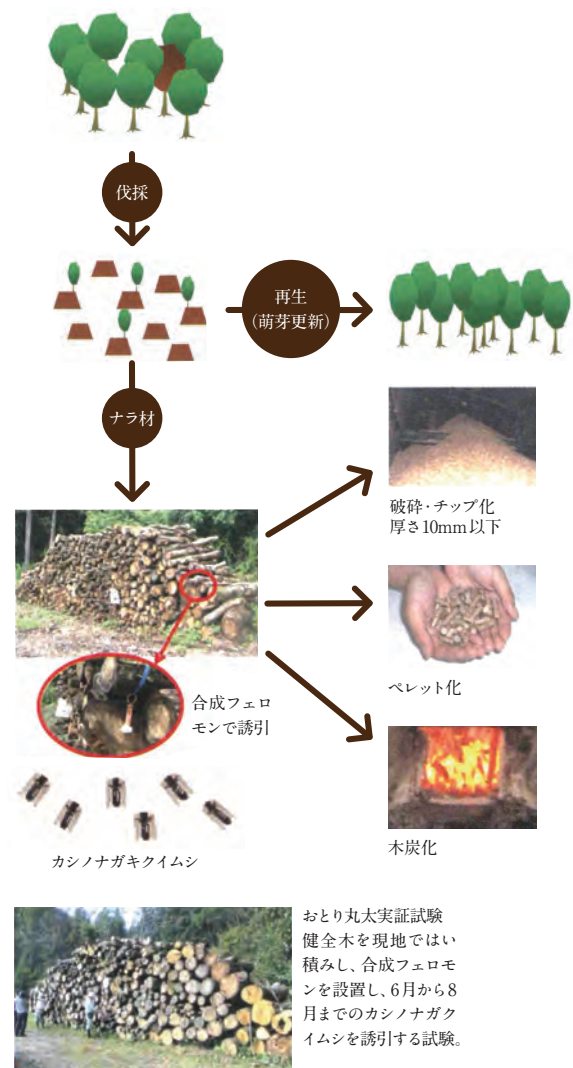 伐採
再生
(萌芽更新)
ナラ材
破砕・チップ化
厚さ10mm以下
ペレット化
合成フェロ
モンで誘引
木炭化
カシノナガキクイムシ
おとり丸太実証試験
健全木を現地ではい
積みし、合成フェロモ
ンを設置し、6月から8
月までのカシノナガク
イムシを誘引する試験。